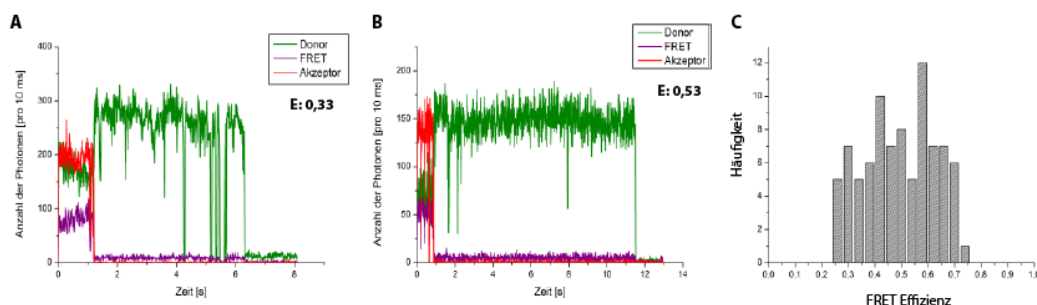 A
400
300
200
100
0
Anzahl der Photonen [pro 10 ms]
Donor
FRET
Akzeptor
E: 0,33
0 2 4 6 8
Zeit [s]
B
200
150
100
50
0
Anzahl der Photonen [pro 10 ms]
Donor
FRET
Akzeptor
E: 0,53
0 2 4 6 8 10 12 14
Zeit [s]
C
12
10
8
6
4
2
0
Häufigkeit
0.0 0.1 0.2 0.3 0.4 0.5 0.6 0.7 0.8 0.9 1,0
FRET Effizienz